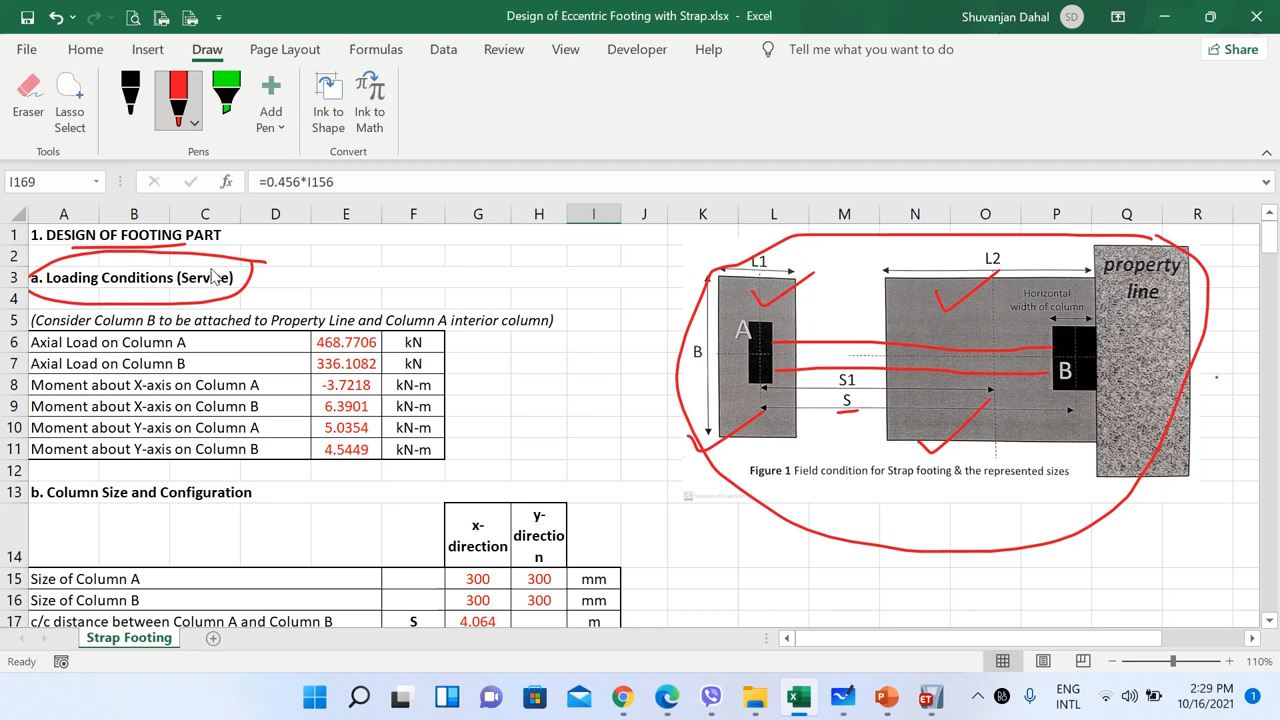 Design of Eccentric Footing with Strap.xlsx - Excel
Shuvanjan Dahal SD
File Home Insert Draw Page Layout Formulas Data Review View Developer Help Tell me what you want to do Share
Eraser Lasso Select Add Pen Ink to Shape Ink to Math
Tools Pens Convert
I169 fx =0.456*I156
A B C D E F G H I J K L M N O P Q R
1 1. DESIGN OF FOOTING PART
2
3 a. Loading Conditions (Service)
4
5 (Consider Column B to be attached to Property Line and Column A interior column)
6 Axial Load on Column A 468.7706 kN
7 Axial Load on Column B 336.1082 kN
8 Moment about X-axis on Column A -3.7218 kN-m
9 Moment about X-axis on Column B 6.3901 kN-m
10 Moment about Y-axis on Column A 5.0354 kN-m
11 Moment about Y-axis on Column B 4.5449 kN-m
12
13 b. Column Size and Configuration
14 x-direction y-directio n
15 Size of Column A 300 300 mm
16 Size of Column B 300 300 mm
17 c/c distance between Column A and Column B S 4.064 m
L1 L2
property line
Horizontal width of column
A
B
B
S1
S
Figure 1 Field condition for Strap footing & the represented sizes
Strap Footing
Ready 110%
ENG INTL
2:29 PM
10/16/2021
1